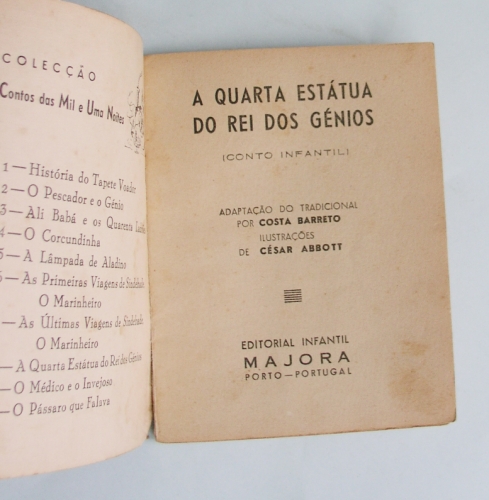 COLECÇÃO
Contos das Mil e Uma Noites
1—História do Tapete Voador
2—O Pescador e o Génio
3—Ali Babá e os Quarenta
4—O Corcundinha
5—A Lâmpada de Aladino
6—As Primeiras Viagens de Sindebade
O Marinheiro
—As Últimas Viagens de Sindebade
O Marinheiro
—A Quarta Estátua do Rei dos Génios
—O Médico e o Invejoso
—O Pássaro que Falava
A QUARTA ESTÁTUA
DO REI DOS GÉNIOS
(CONTO INFANTIL)
ADAPTAÇÃO DO TRADICIONAL
POR COSTA BARRETO
ILUSTRAÇÕES
DE CÉSAR ABBOTT
EDITORIAL INFANTIL
MAJORA
PORTO—PORTUGAL